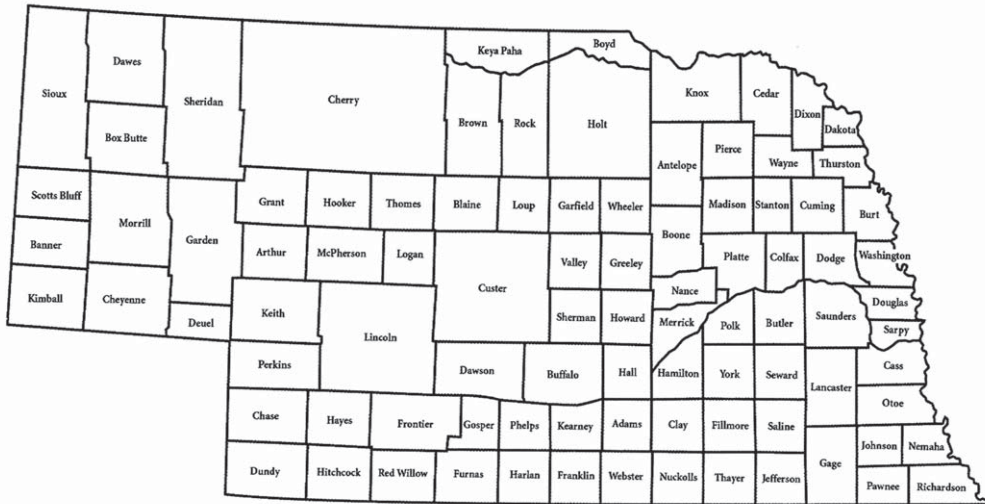 Boyd
Keya Paha
Dawes
Sioux
Sheridan
Cherry
Knox
Cedar
Dixon
Dakota
Box Butte
Brown
Rock
Holt
Antelope
Pierce
Wayne
Thurston
Scotts Bluff
Morrill
Garden
Grant
Hooker
Thomes
Blaine
Loup
Garfield
Wheeler
Madison
Stanton
Cuming
Burt
Banner
Arthur
McPherson
Logan
Custer
Valley
Greeley
Boone
Platte
Colfax
Dodge
Washington
Kimball
Cheyenne
Deuel
Keith
Lincoln
Sherman
Howard
Nance
Merrick
Polk
Butler
Saunders
Douglas
Sarpy
Perkins
Dawson
Buffalo
Hall
Hamilton
York
Seward
Lancaster
Cass
Otoe
Chase
Hayes
Frontier
Gosper
Phelps
Kearney
Adams
Clay
Fillmore
Saline
Johnson
Nemaha
Dundy
Hitchcock
Red Willow
Furnas
Harlan
Franklin
Webster
Nuckolls
Thayer
Jefferson
Gage
Pawnee
Richardson